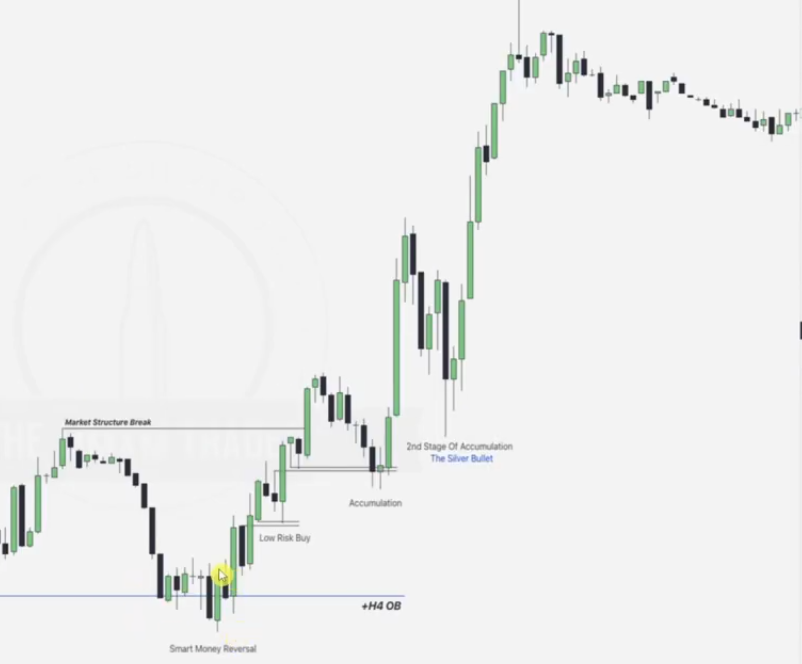 Market Structure Break
2nd Stage Of Accumulation
The Silver Bullet
Accumulation
Low Risk Buy
+H4 OB
Smart Money Reversal